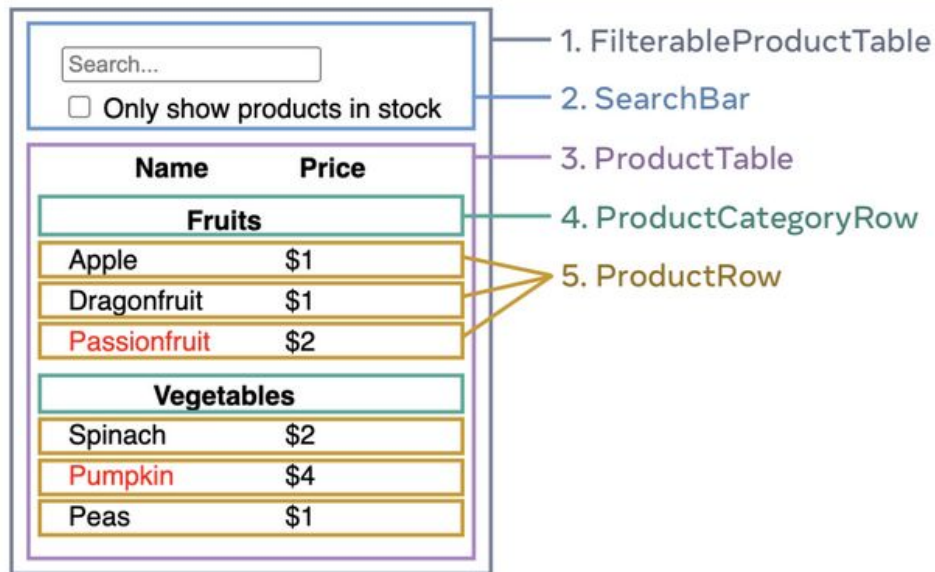 Search...
Only show products in stock
Name Price
Fruits
Apple $1
Dragonfruit $1
Passionfruit $2
Vegetables
Spinach $2
Pumpkin $4
Peas $1
1. FilterableProductTable
2. SearchBar
3. ProductTable
4. ProductCategoryRow
5. ProductRow